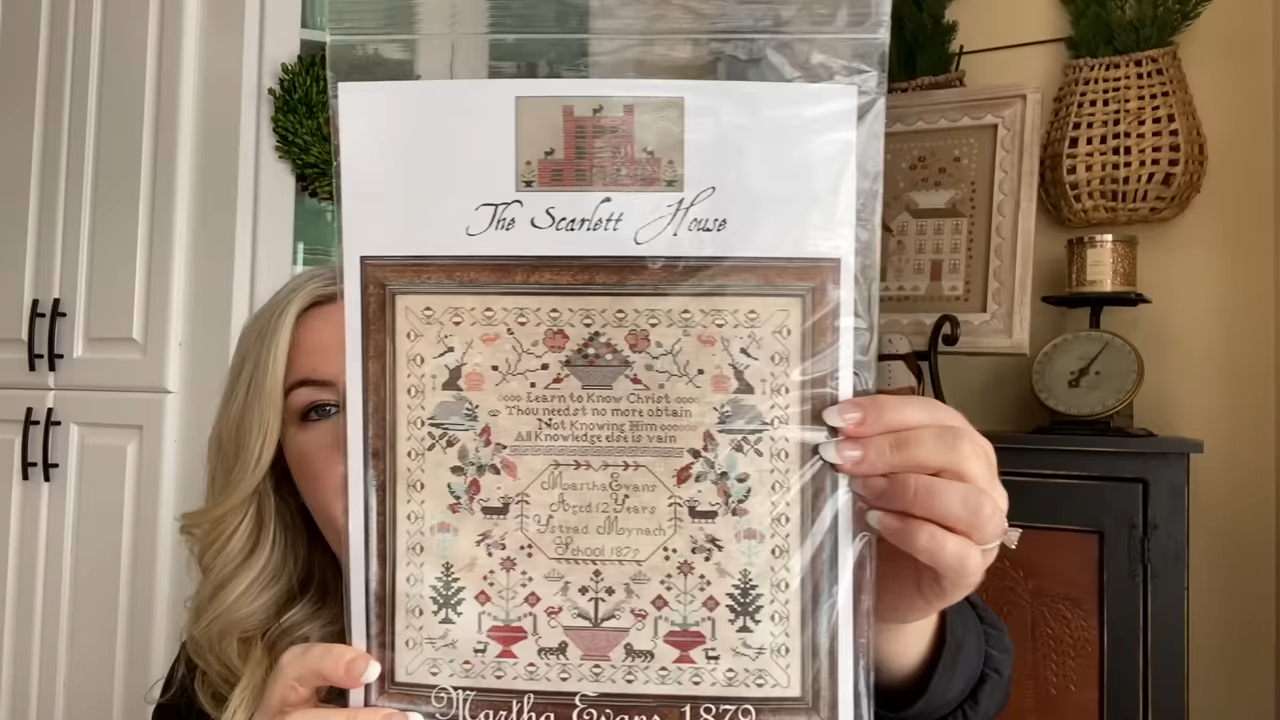 The Scarlett House
Learn to Know Christ
Thou needst no more obtain
Not Knowing Him
All Knowledge else is vain
Martha Evans
Aged 12 Years
Ystrad Mynach
School 1879
Martha Evans 1879